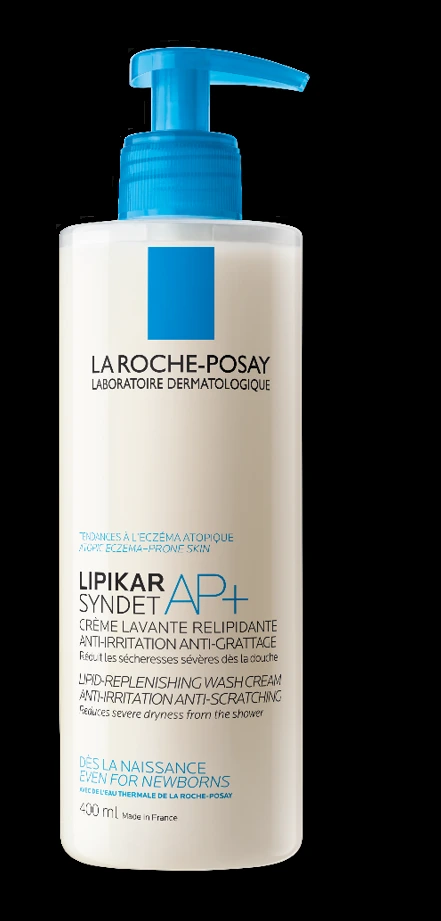 LA ROCHE-POSAY
LABORATOIRE DERMATOLOGIQUE
TENDANCES À L'ECZÉMA ATOPIQUE
ATOPIC ECZEMA-PRONE SKIN
LIPIKAR
SYNDET AP+
CRÈME LAVANTE RELIPIDANTE
ANTI-IRRITATION ANTI-GRATTAGE
Réduit les sécheresses sévères dès la douche
LIPID-REPLENISHING WASH CREAM
ANTI-IRRITATION ANTI-SCRATCHING
Reduces severe dryness from the shower
DÈS LA NAISSANCE
EVEN FOR NEWBORNS
AVEC DE L'EAU THERMALE DE LA ROCHE-POSAY
400 ml Made in France